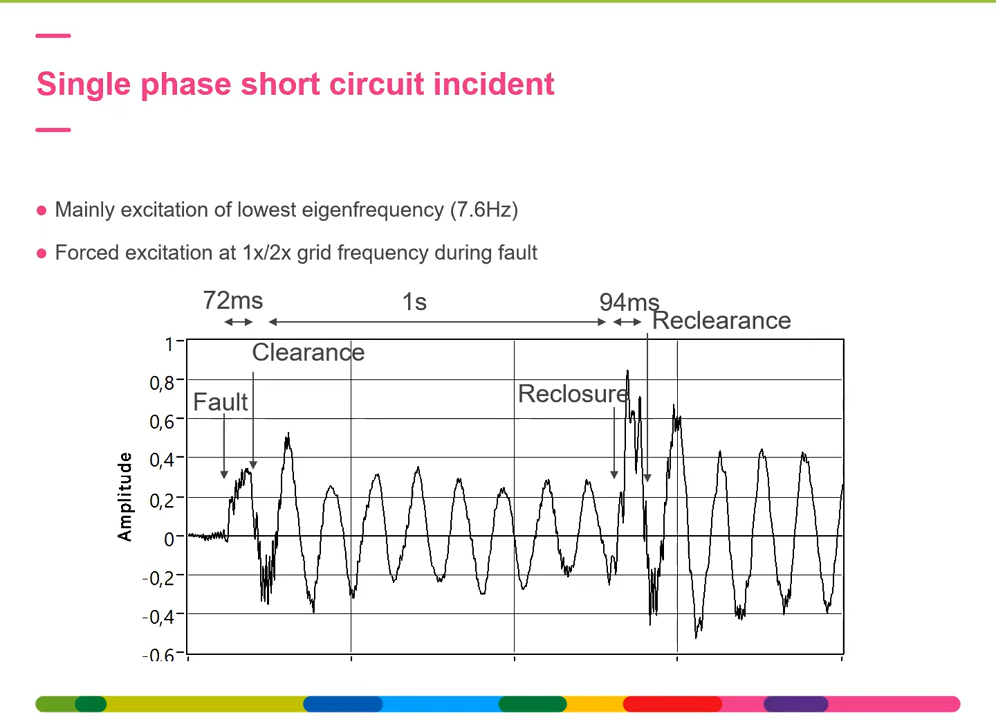 Single phase short circuit incident
Mainly excitation of lowest eigenfrequency (7.6Hz)
Forced excitation at 1x/2x grid frequency during fault
72ms
1s
94ms
Reclearance
Clearance
Reclosure
Fault
Amplitude
1
0,8
0,6
0,4
0,2
0
-0,2
-0,4
-0,6